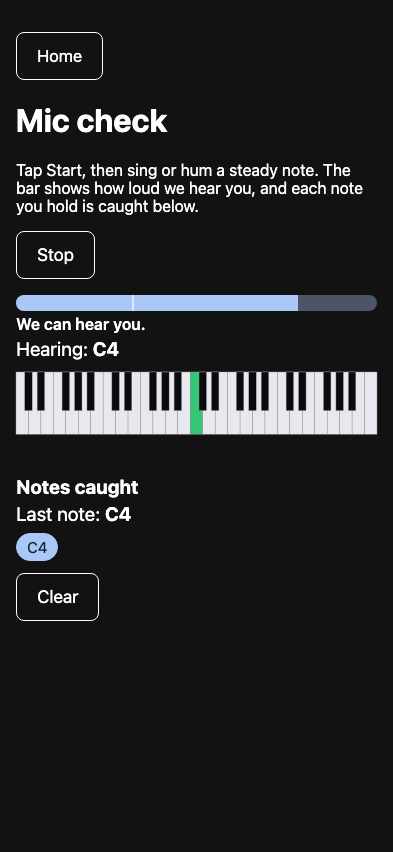 Home
Mic check
Tap Start, then sing or hum a steady note. The
bar shows how loud we hear you, and each note
you hold is caught below.
Stop
We can hear you.
Hearing: C4
Notes caught
Last note: C4
C4
Clear